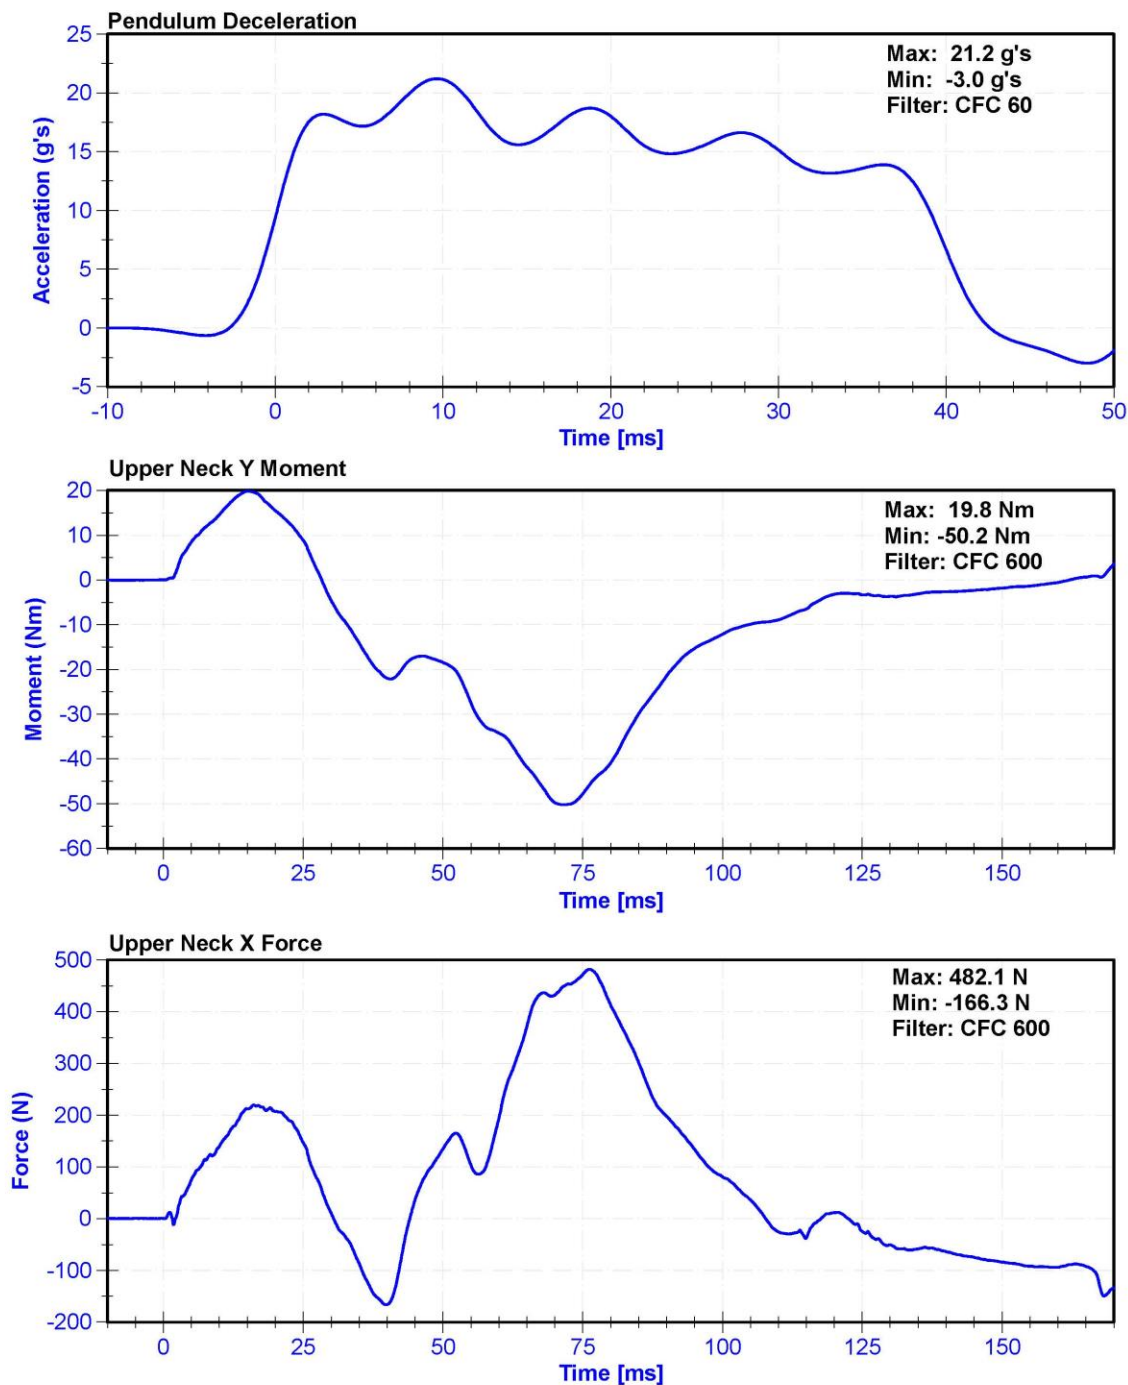 Pendulum Deceleration
25
20
15
10
5
0
-5
Acceleration (g's)
Max: 21.2 g's
Min: -3.0 g's
Filter: CFC 60
-10 0 10 20 30 40 50
Time [ms]
Upper Neck Y Moment
20
10
0
-10
-20
-30
-40
-50
-60
Moment (Nm)
Max: 19.8 Nm
Min: -50.2 Nm
Filter: CFC 600
0 25 50 75 100 125 150
Time [ms]
Upper Neck X Force
500
400
300
200
100
0
-100
-200
Force (N)
Max: 482.1 N
Min: -166.3 N
Filter: CFC 600
0 25 50 75 100 125 150
Time [ms]